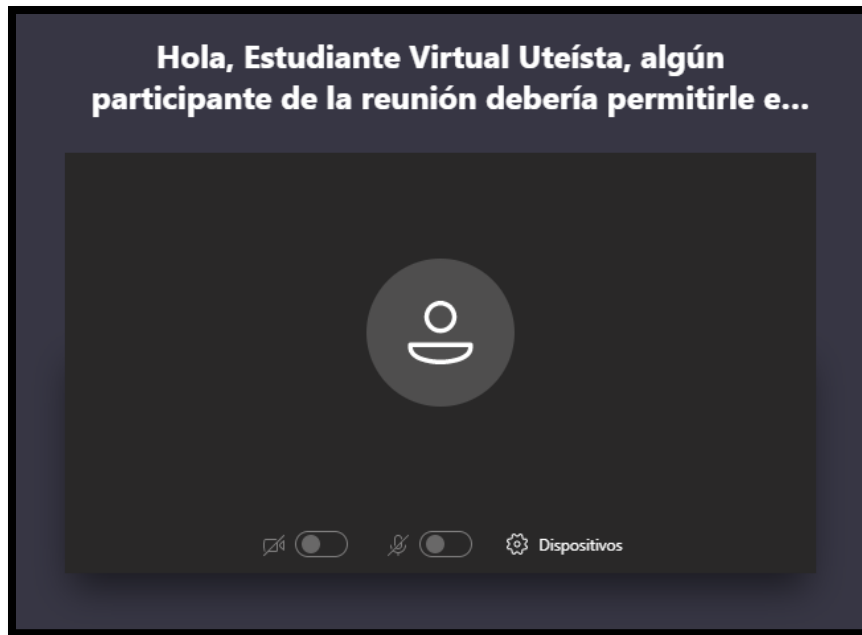 Hola, Estudiante Virtual Uteísta, algún
participante de la reunión debería permitirle e...
Dispositivos